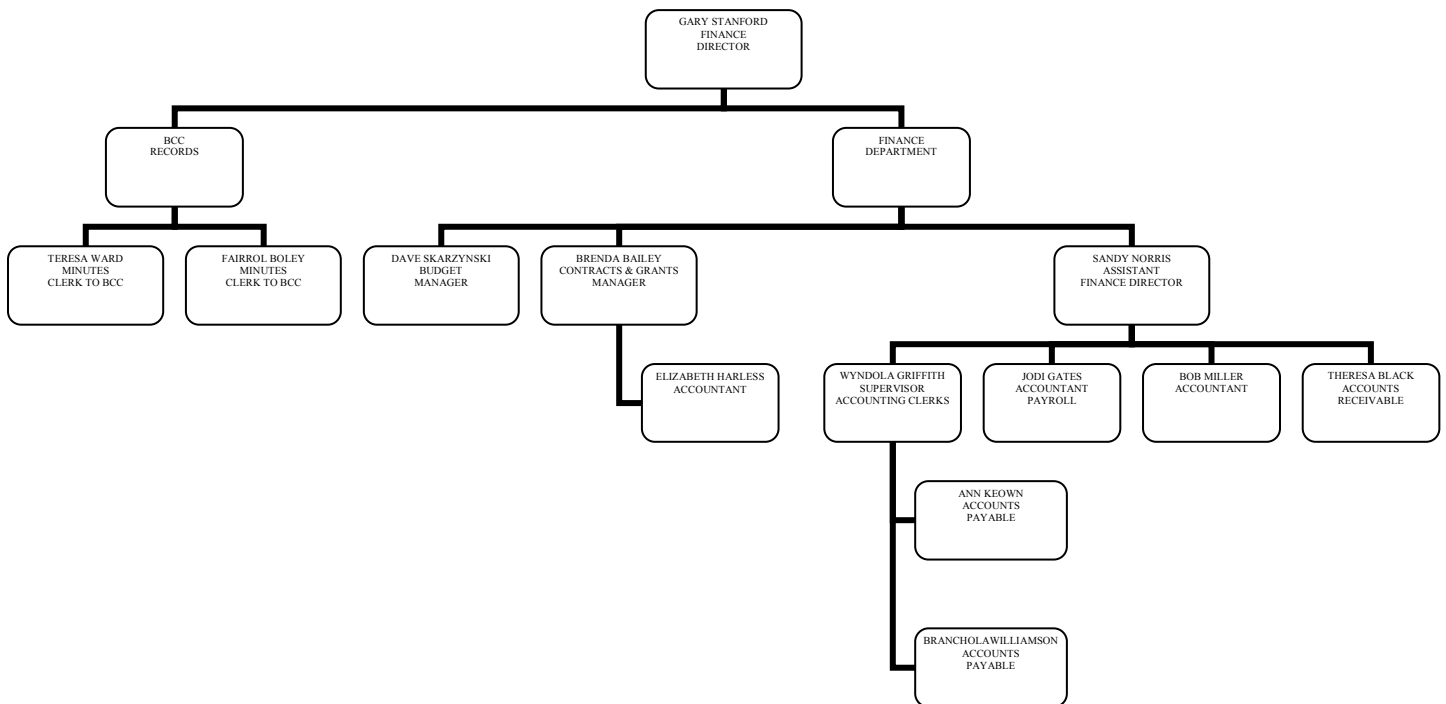 GARY STANFORD
FINANCE
DIRECTOR
BCC
RECORDS
FINANCE
DEPARTMENT
TERESA WARD
MINUTES
CLERK TO BCC
FAIRROL BOLEY
MINUTES
CLERK TO BCC
DAVE SKARZYNSKI
BUDGET
MANAGER
BRENDA BAILEY
CONTRACTS & GRANTS
MANAGER
SANDY NORRIS
ASSISTANT
FINANCE DIRECTOR
ELIZABETH HARLESS
ACCOUNTANT
WYNDOLA GRIFFITH
SUPERVISOR
ACCOUNTING CLERKS
JODI GATES
ACCOUNTANT
PAYROLL
BOB MILLER
ACCOUNTANT
THERESA BLACK
ACCOUNTS
RECEIVABLE
ANN KEOWN
ACCOUNTS
PAYABLE
BRANCHOLAWILLIAMSON
ACCOUNTS
PAYABLE